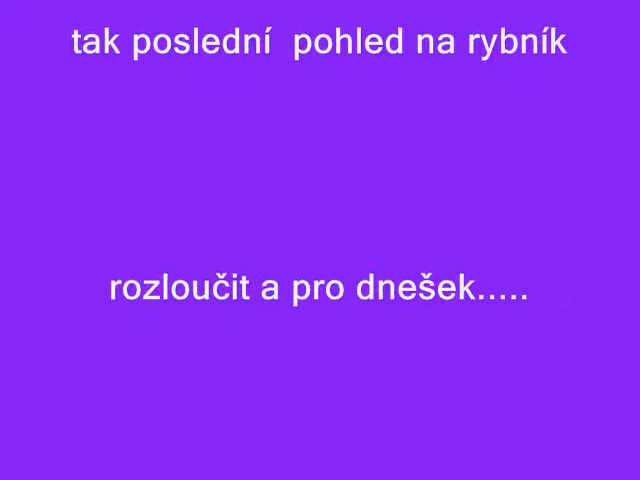 tak poslední  pohled na rybník
rozloučit a pro dnešek.....